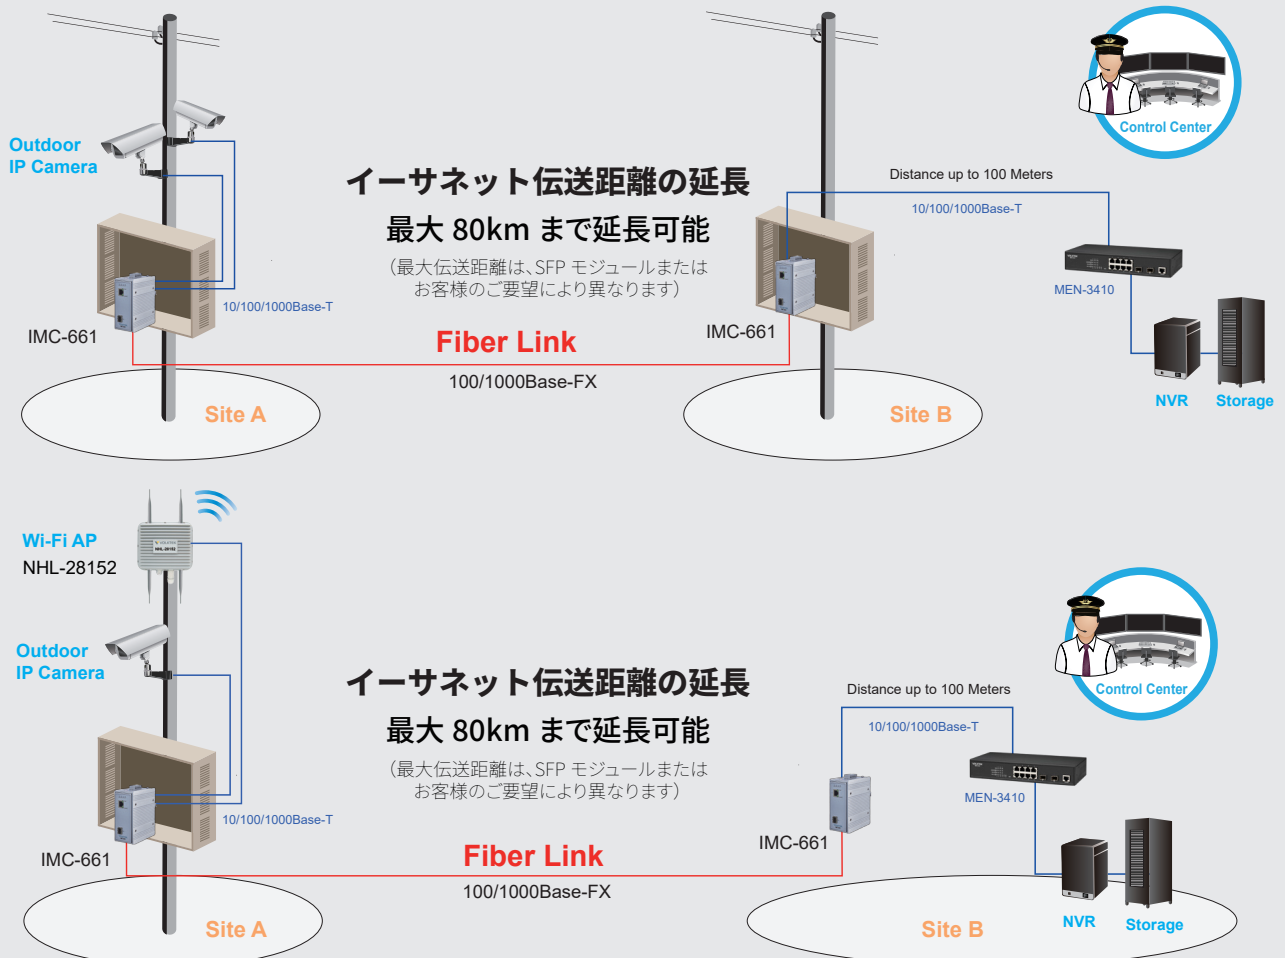 Outdoor
IP Camera
イーサネット伝送距離の延長
最大 80km まで延長可能
（最大伝送距離は、SFP モジュールまたは
お客様のご要望により異なります）
10/100/1000Base-T
IMC-661
Fiber Link
100/1000Base-FX
Site A
Control Center
Distance up to 100 Meters
10/100/1000Base-T
MEN-3410
IMC-661
NVR
Storage
Site B
Wi-Fi AP
NHL-28152
NHL-28152
Outdoor
IP Camera
イーサネット伝送距離の延長
最大 80km まで延長可能
（最大伝送距離は、SFP モジュールまたは
お客様のご要望により異なります）
10/100/1000Base-T
IMC-661
Fiber Link
100/1000Base-FX
Site A
Control Center
Distance up to 100 Meters
10/100/1000Base-T
MEN-3410
IMC-661
NVR
Storage
Site B